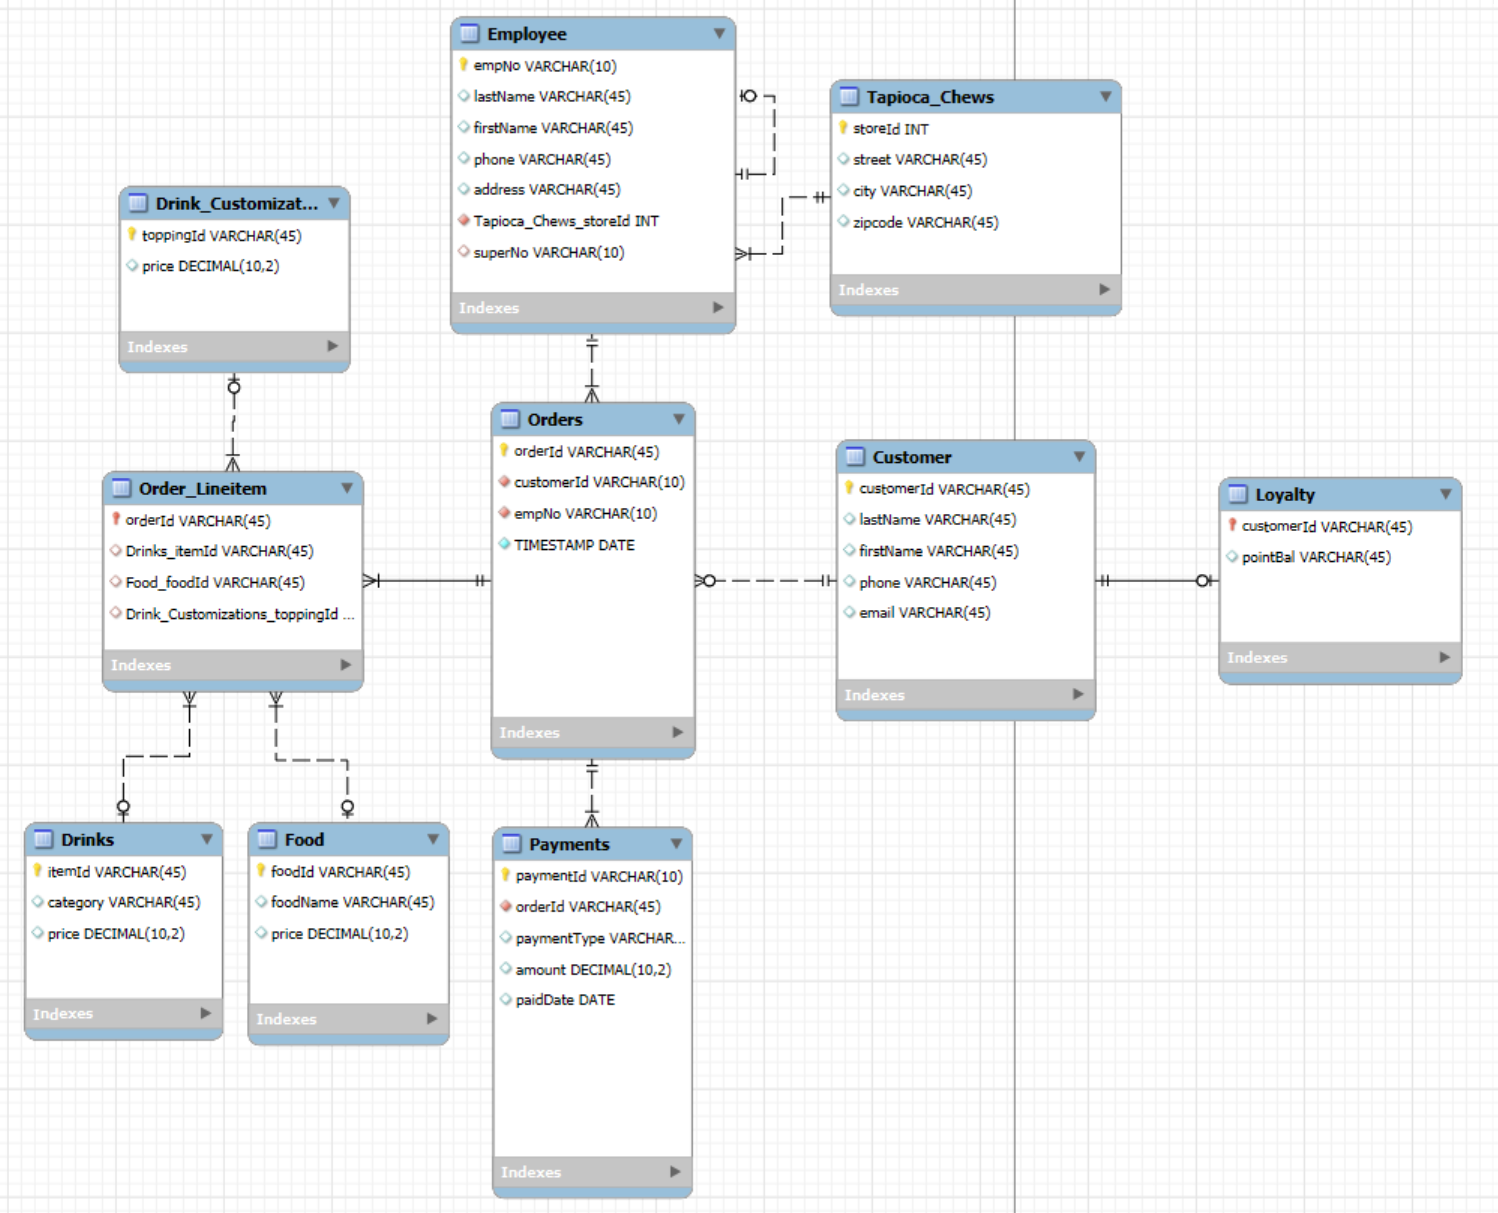 Employee
empNo VARCHAR(10)
lastName VARCHAR(45)
firstName VARCHAR(45)
phone VARCHAR(45)
address VARCHAR(45)
Tapioca_Chews_storeId INT
superNo VARCHAR(10)
Indexes
Tapioca_Chews
storeId INT
street VARCHAR(45)
city VARCHAR(45)
zipcode VARCHAR(45)
Indexes
Drink_Customizat...
toppingId VARCHAR(45)
price DECIMAL(10,2)
Indexes
Order_Lineitem
orderId VARCHAR(45)
Drinks_itemId VARCHAR(45)
Food_foodId VARCHAR(45)
Drink_Customizations_toppingId ...
Indexes
Orders
orderId VARCHAR(45)
customerId VARCHAR(10)
empNo VARCHAR(10)
TIMESTAMP DATE
Indexes
Customer
customerId VARCHAR(45)
lastName VARCHAR(45)
firstName VARCHAR(45)
phone VARCHAR(45)
email VARCHAR(45)
Indexes
Loyalty
customerId VARCHAR(45)
pointBal VARCHAR(45)
Indexes
Drinks
itemId VARCHAR(45)
category VARCHAR(45)
price DECIMAL(10,2)
Indexes
Food
foodId VARCHAR(45)
foodName VARCHAR(45)
price DECIMAL(10,2)
Indexes
Payments
paymentId VARCHAR(10)
orderId VARCHAR(45)
paymentType VARCHAR...
amount DECIMAL(10,2)
paidDate DATE
Indexes